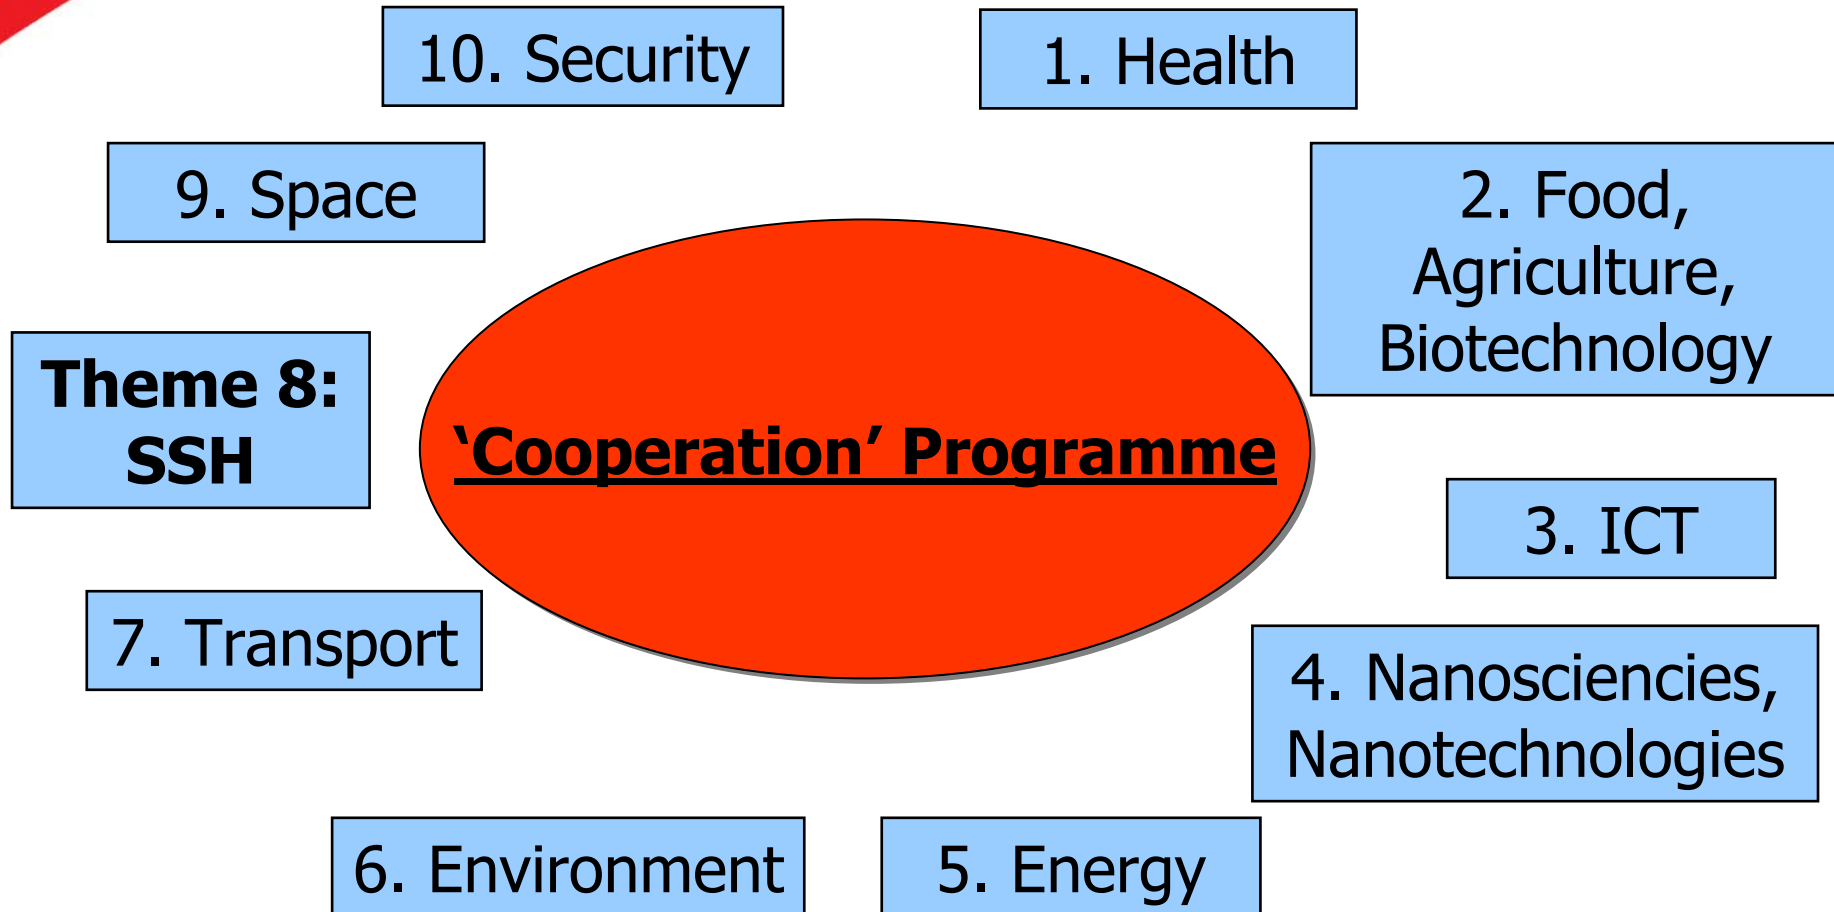 10. Security
1. Health
9. Space
2. Food,
Agriculture,
Biotechnology
Theme 8:
SSH
‘Cooperation’ Programme
3. ICT
7. Transport
4. Nanosciencies,
Nanotechnologies
6. Environment
5. Energy